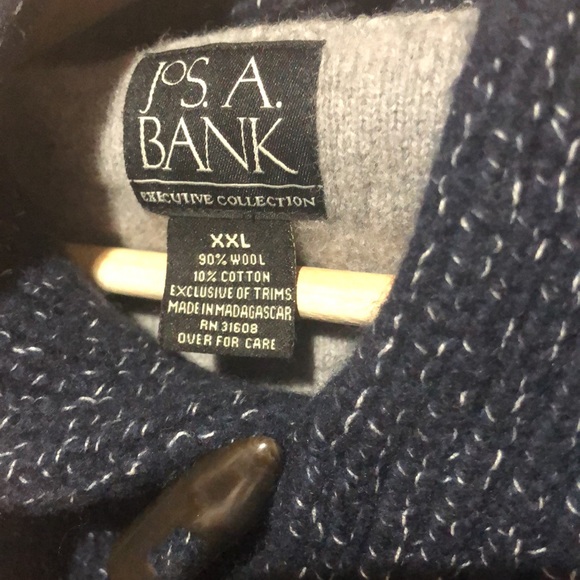 JOS. A.
BANK
EXECUTIVE COLLECTION
XXL
90% WOOL
10% COTTON
EXCLUSIVE OF TRIMS
MADE IN MADAGASCAR
RN 31608
OVER FOR CARE